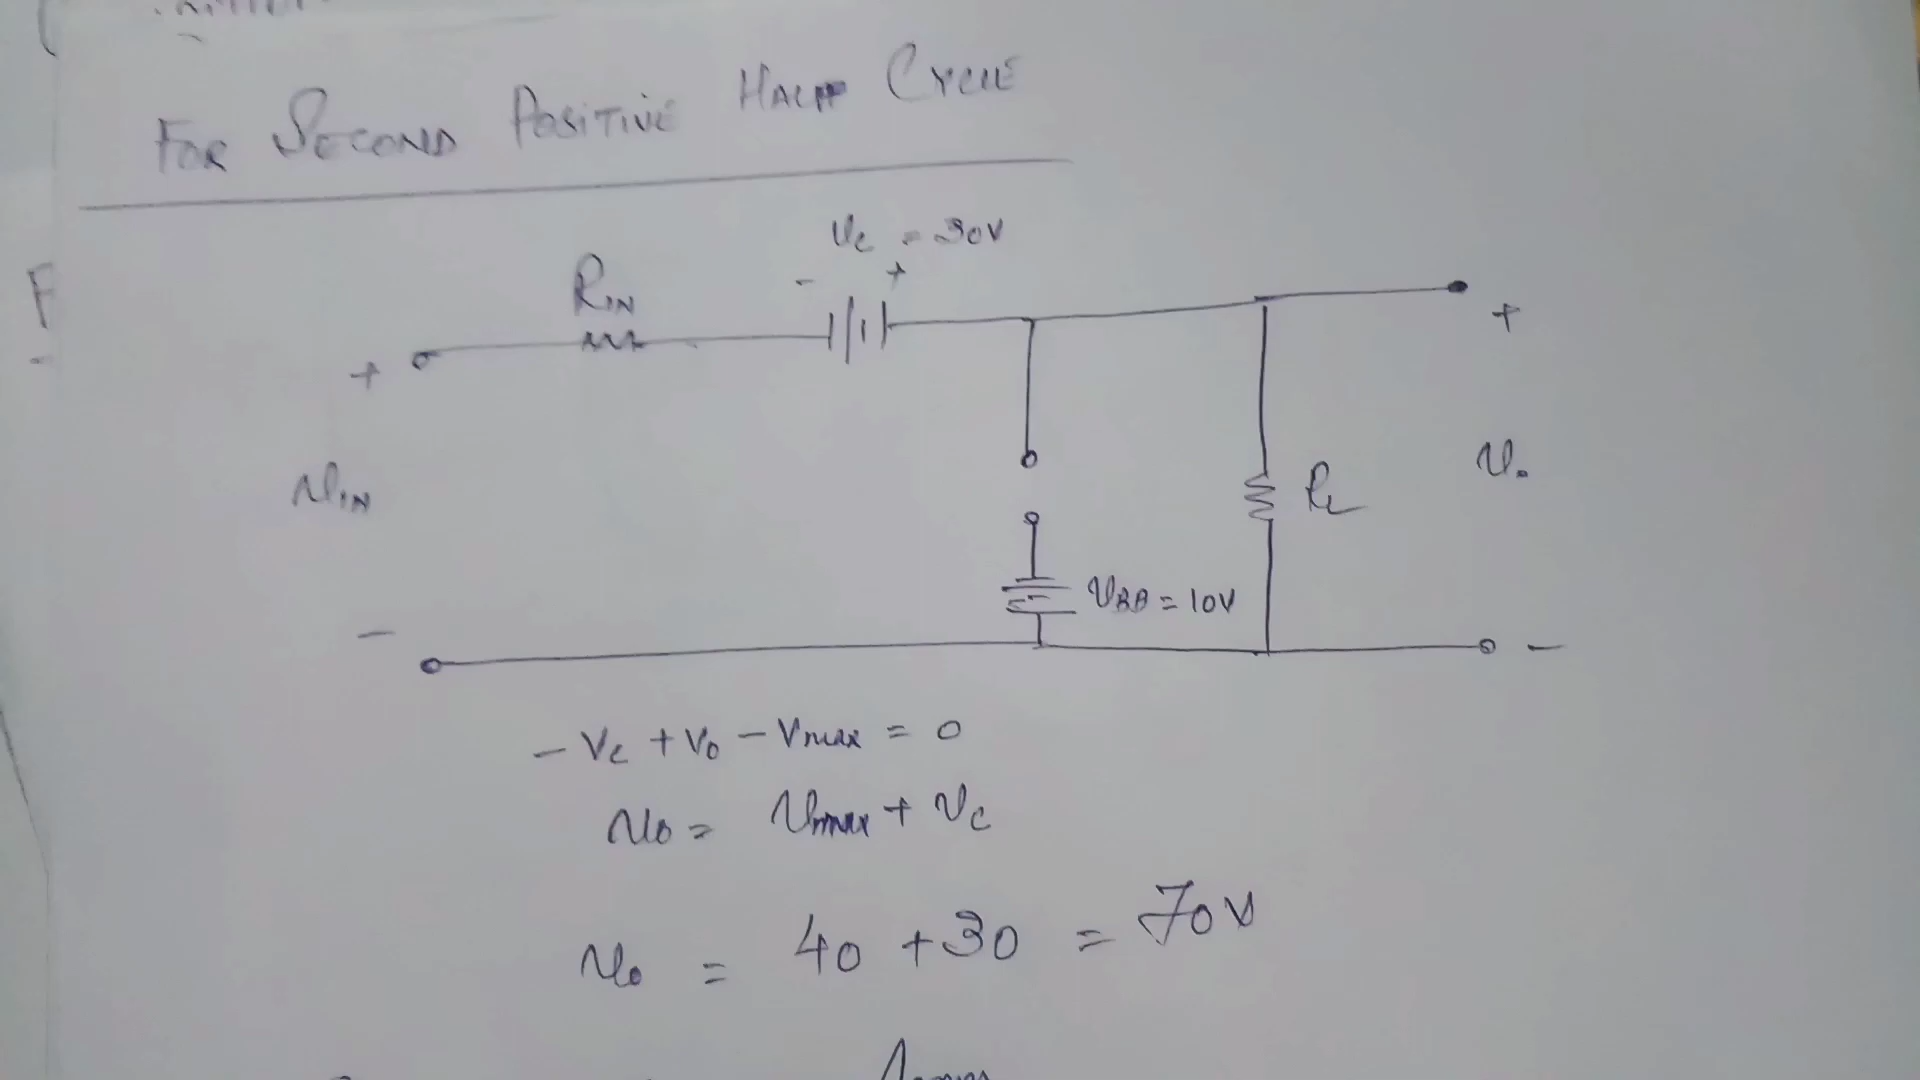 FOR SECOND POSITIVE HALF CYCLE
Vc = 30V
- +
RIN
+
+
F
VIN
RL
Vo
VBB = 10V
-
-
- Vc + Vo - Vmax = 0
Vo = Vmax + Vc
Vo = 40 + 30 = 70V